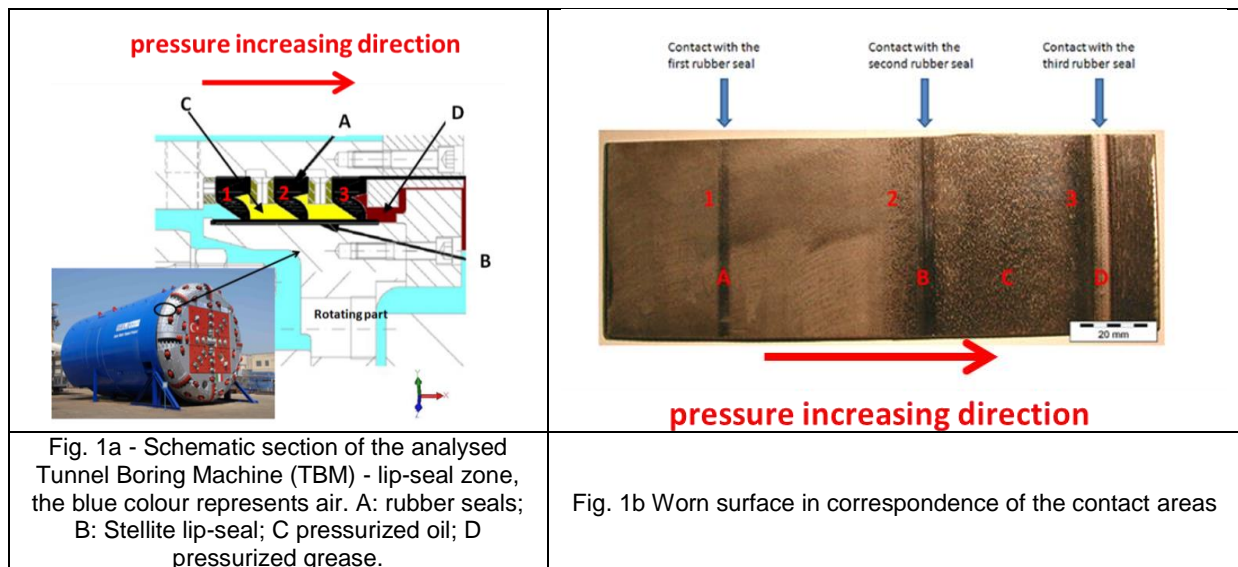 pressure increasing direction
C
D
A
1
2
3
B
Rotating part
Contact with the
first rubber seal
Contact with the
second rubber seal
Contact with the
third rubber seal
1
2
3
A
B
C
D
20 mm
pressure increasing direction
Fig. 1a - Schematic section of the analysed
Tunnel Boring Machine (TBM) - lip-seal zone,
the blue colour represents air. A: rubber seals;
B: Stellite lip-seal; C pressurized oil; D
pressurized grease.
Fig. 1b Worn surface in correspondence of the contact areas